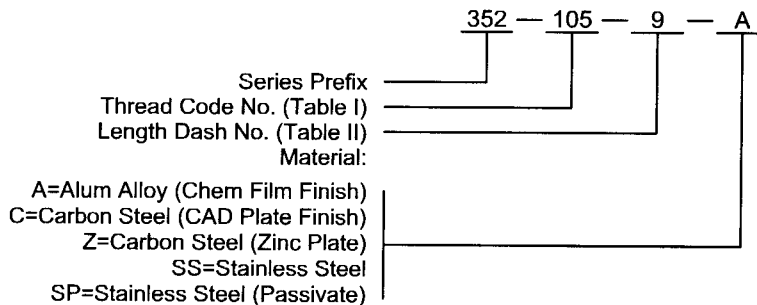 352 — 105 — 9 — A
Series Prefix
Thread Code No. (Table I)
Length Dash No. (Table II)
Material:
A=Alum Alloy (Chem Film Finish)
C=Carbon Steel (CAD Plate Finish)
Z=Carbon Steel (Zinc Plate)
SS=Stainless Steel
SP=Stainless Steel (Passivate)